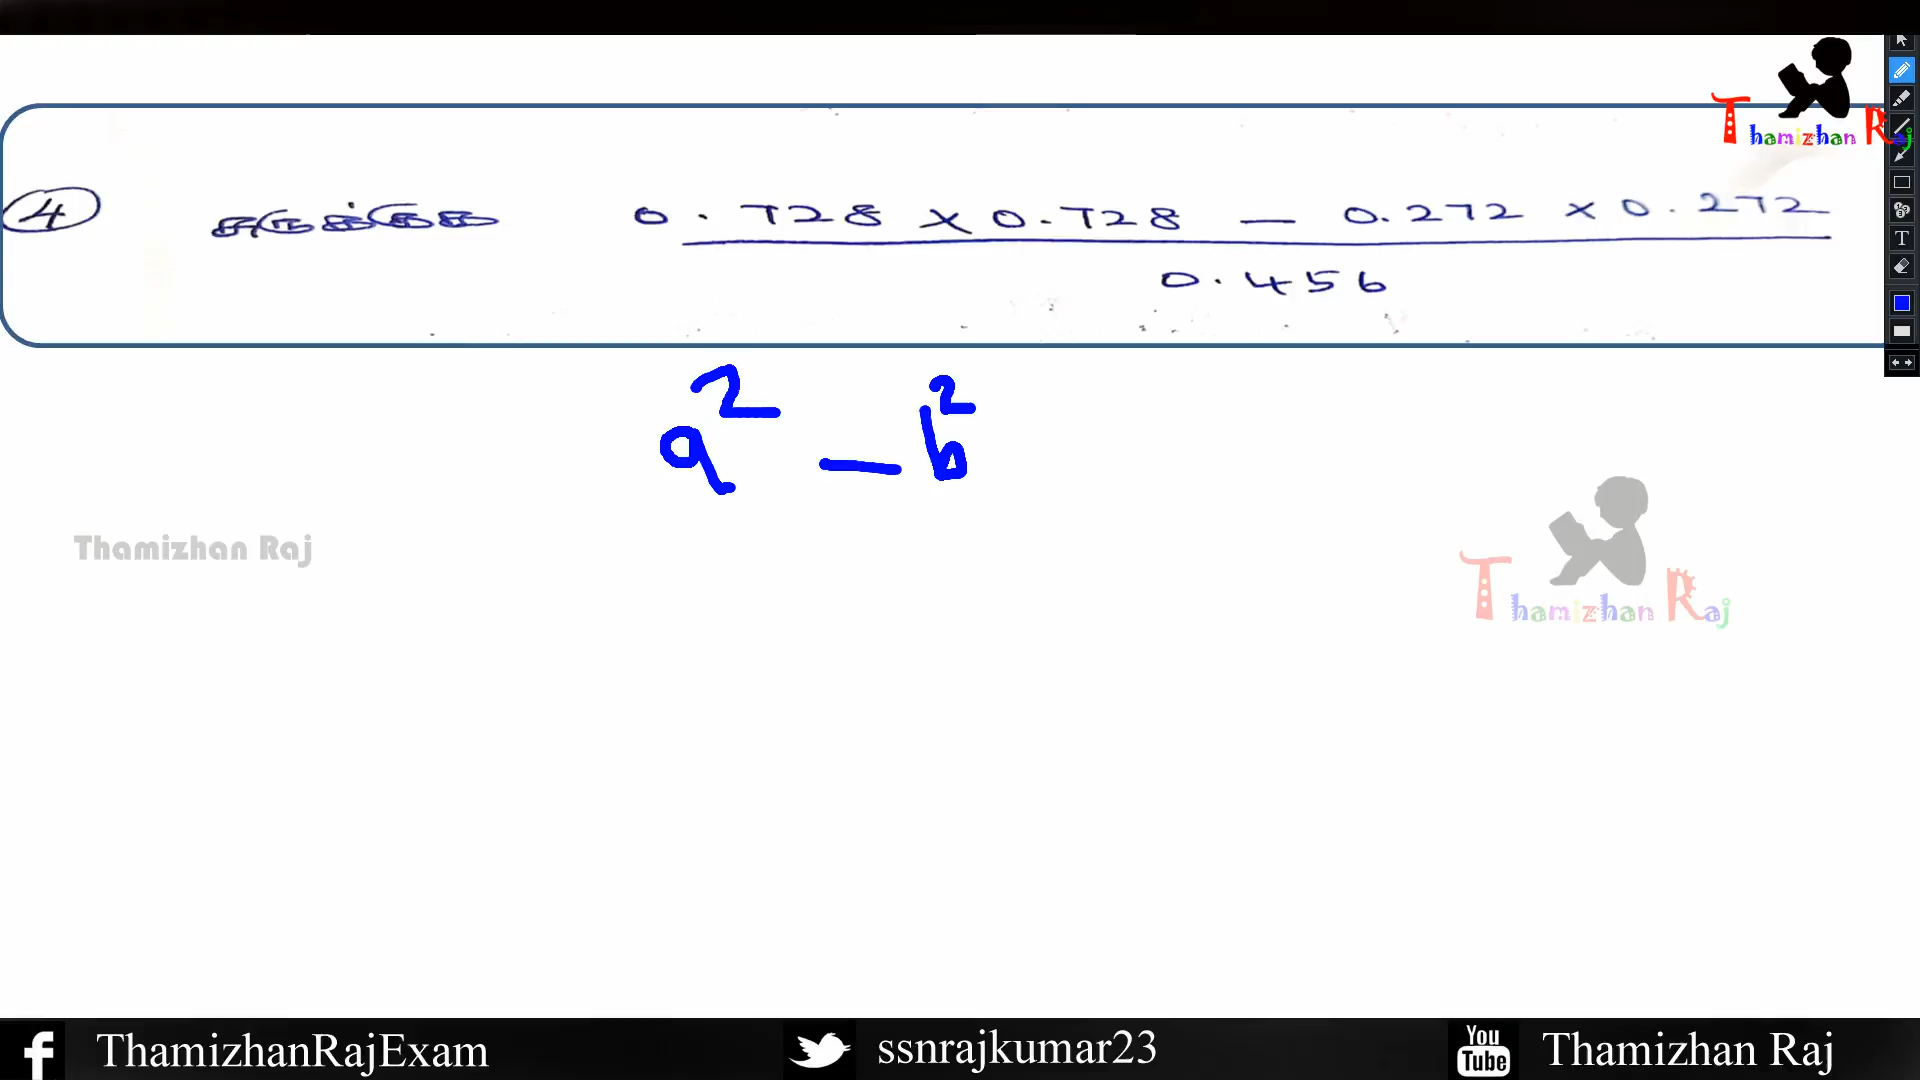 Thamizhan Raj
4 சுருக்குக 0.728 × 0.728 — 0.272 × 0.272
0.456
a² — b²
Thamizhan Raj
Thamizhan Raj
ThamizhanRajExam ssnrajkumar23 You Tube Thamizhan Raj